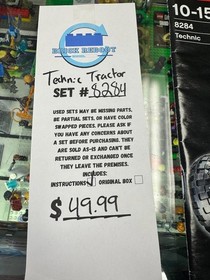 BRICK REBOOT
Technic Tractor
SET #8284
USED SETS MAY BE MISSING PARTS,
BE PARTIAL SETS, OR HAVE COLOR
SWAPPED PIECES. PLEASE ASK IF
YOU HAVE ANY CONCERNS ABOUT
A SET BEFORE PURCHASING. THEY
ARE SOLD AS-IS AND CAN'T BE
RETURNED OR EXCHANGED ONCE
THEY LEAVE THE PREMISES.
INCLUDES:
INSTRUCTIONS ORIGINAL BOX
$49.99
10-15
8284
Technic